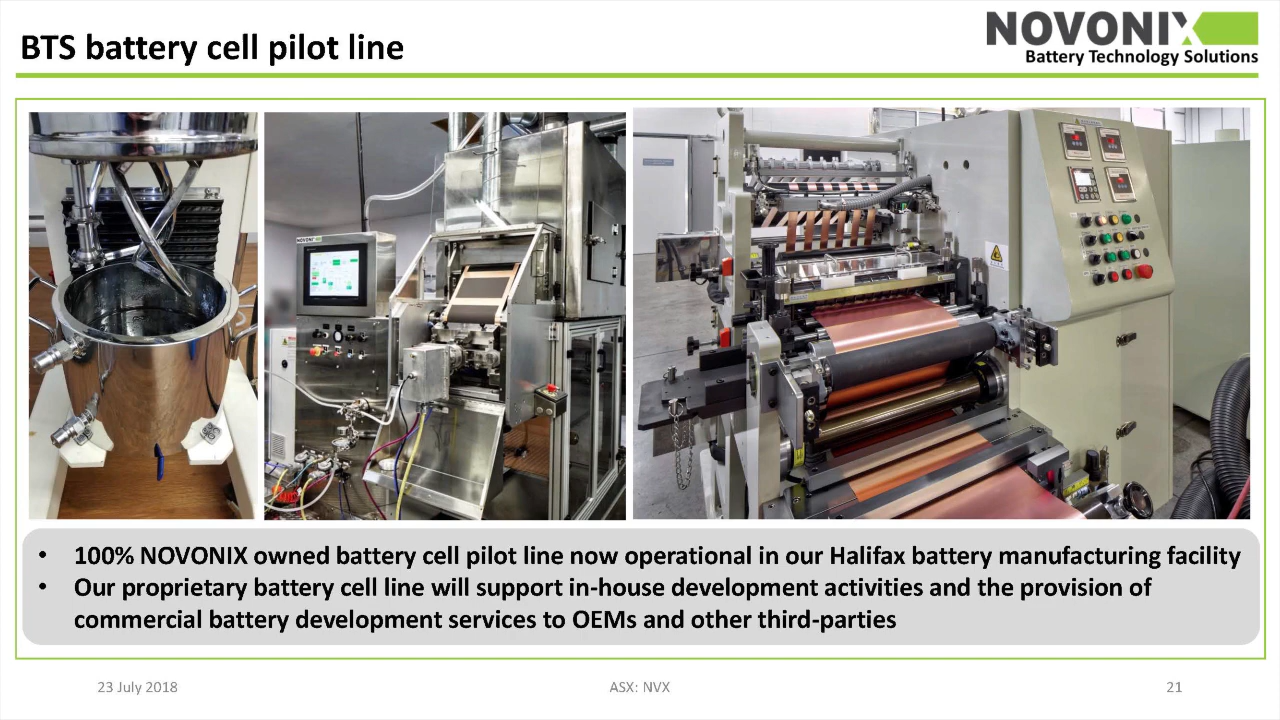 BTS battery cell pilot line
NOVONIX
Battery Technology Solutions
NOVONIX
• 100% NOVONIX owned battery cell pilot line now operational in our Halifax battery manufacturing facility
• Our proprietary battery cell line will support in-house development activities and the provision of
commercial battery development services to OEMs and other third-parties
23 July 2018
ASX: NVX
21